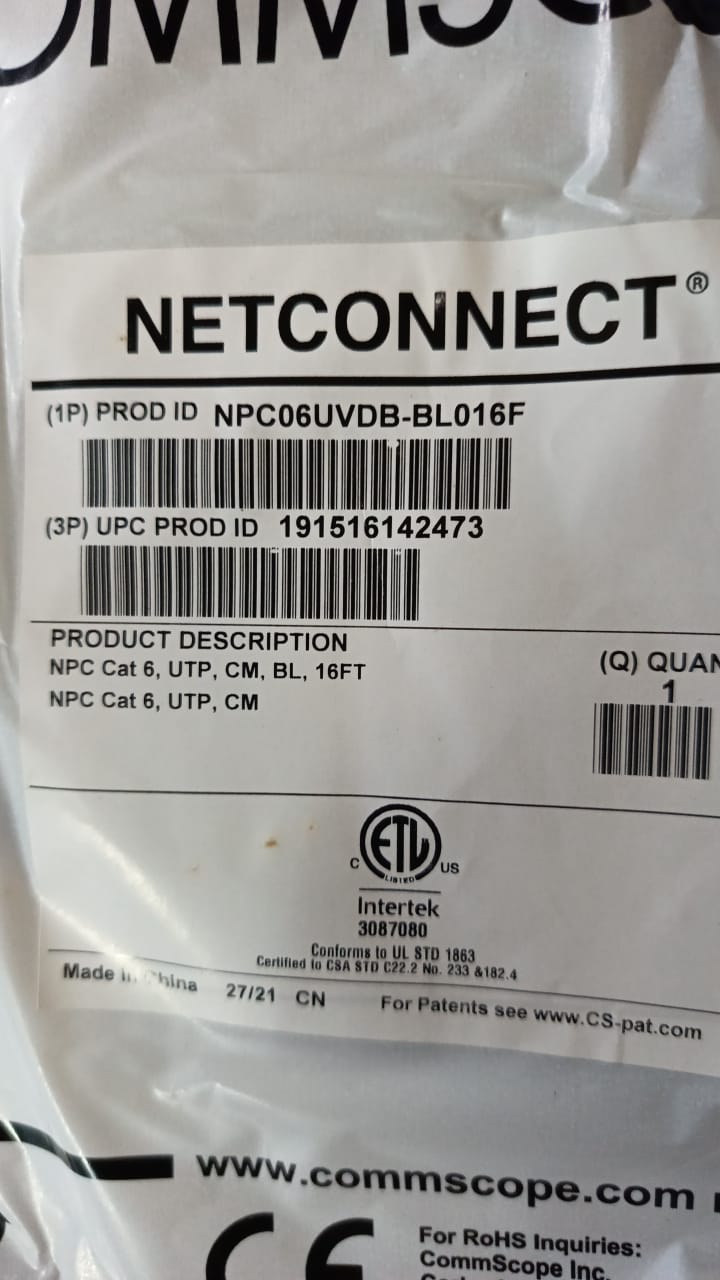 NETCONNECT®
(1P) PROD ID NPC06UVDB-BL016F
(3P) UPC PROD ID 191516142473
PRODUCT DESCRIPTION
NPC Cat 6, UTP, CM, BL, 16FT
NPC Cat 6, UTP, CM
(Q) QUAN
1
ETL
C US
LISTED
Intertek
3087080
Conforms to UL STD 1863
Certified to CSA STD C22.2 No. 233 &182.4
Made in China 27/21 CN For Patents see www.CS-pat.com
www.commscope.com
CE
For RoHS Inquiries:
CommScope Inc.